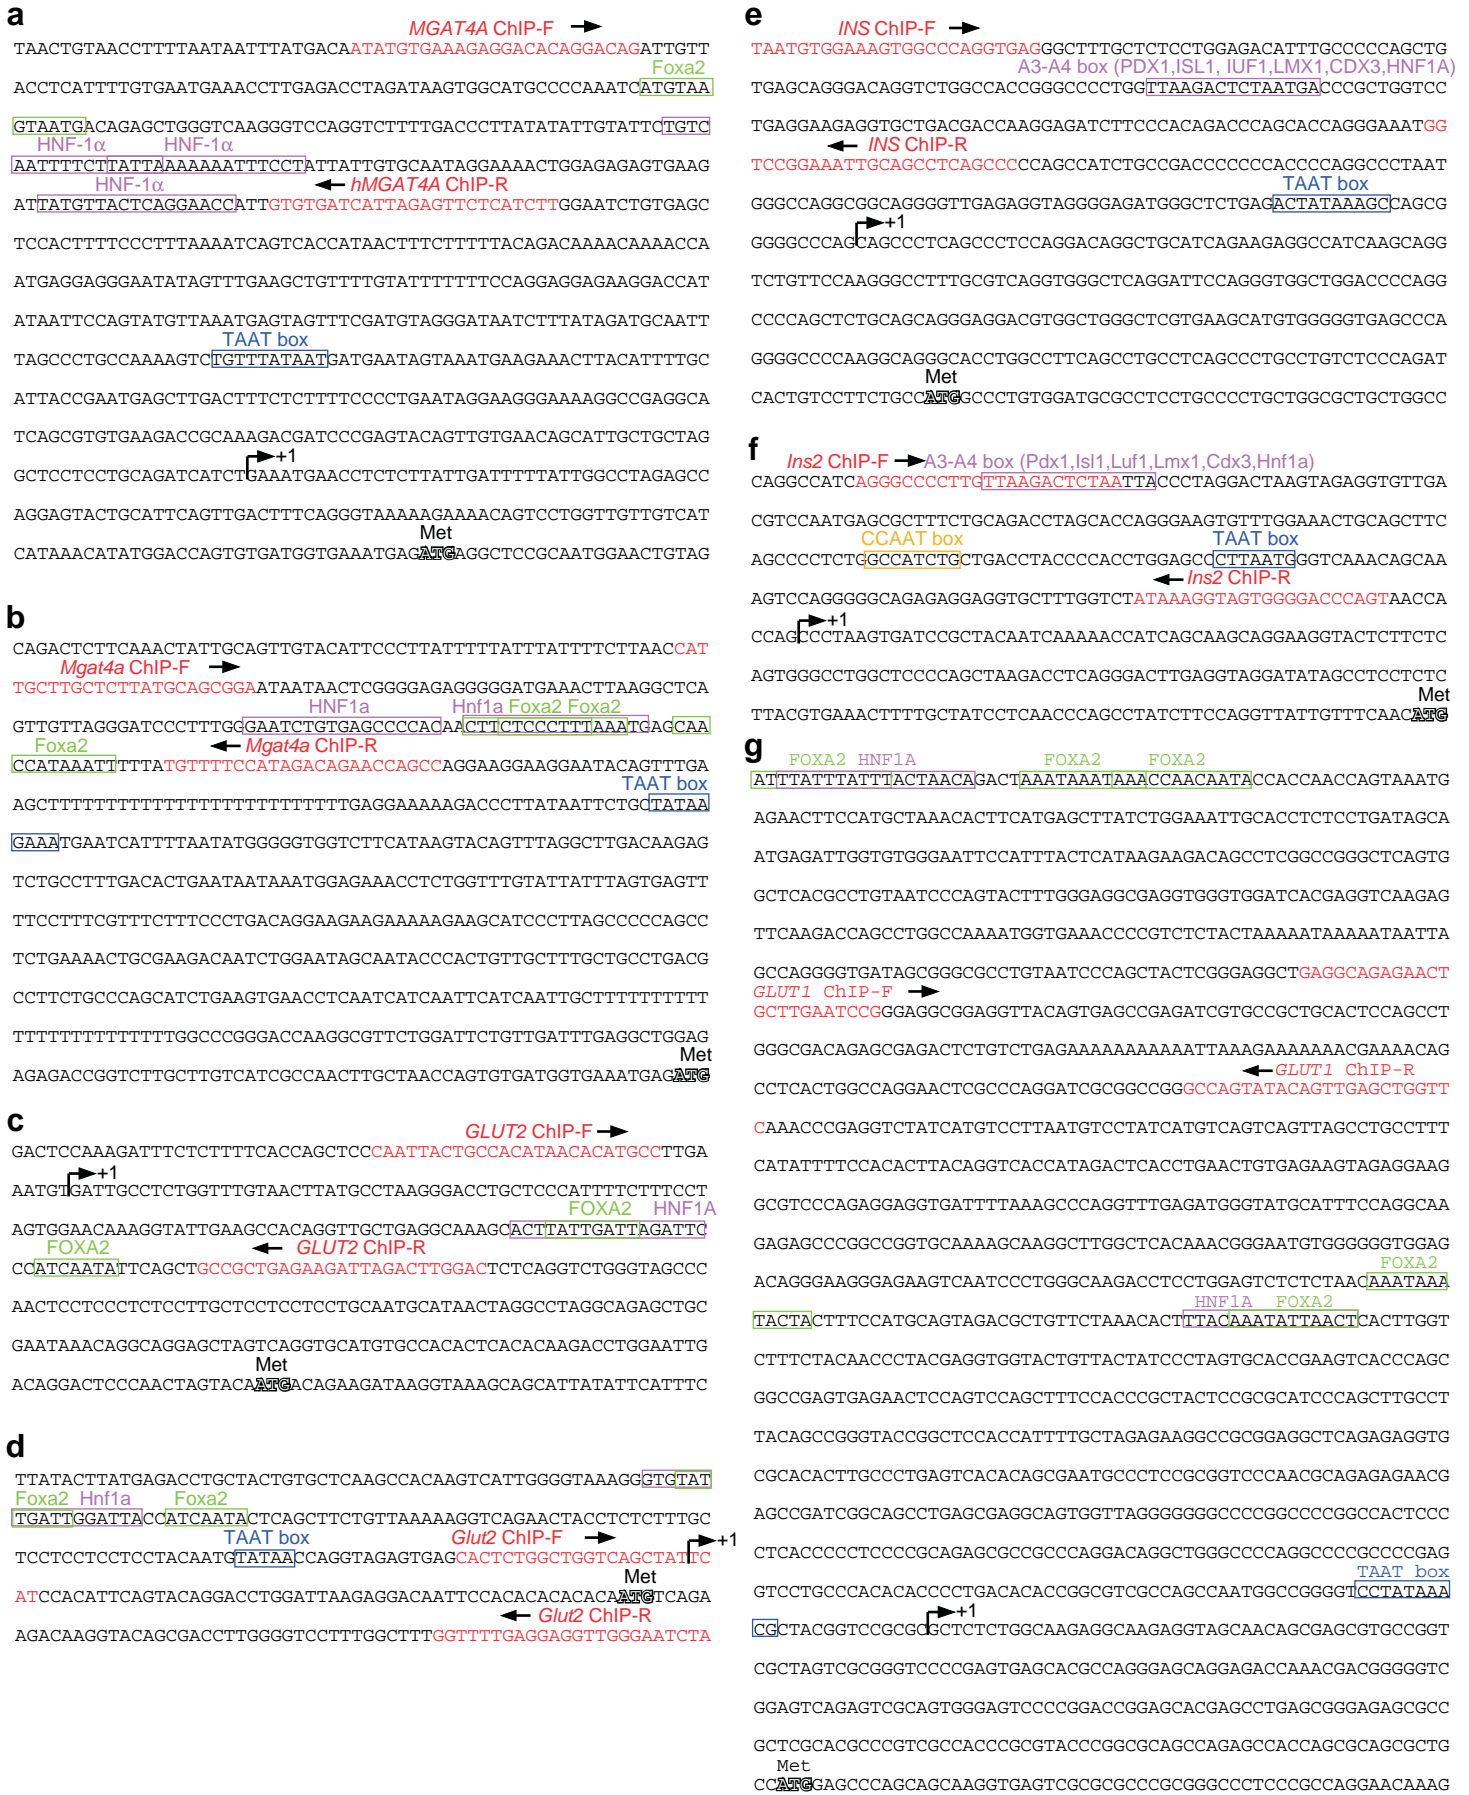 a
MGAT4A ChIP-F
TAACTGTAACCTTTTAATAATTTATGACAATATGTGAAAGAGGACACAGGACAGATTGTT
Foxa2
ACCTCATTTTGTGAATGAAACCTTGAGACCTAGATAAGTGGCATGCCCCAAATCATGTAA
GTAATGACAGAGCTGGGTCAAGGGTCCAGGTCTTTTGACCCTTATATATTGTATTCTGTC
HNF-1α HNF-1α
AATTTTCTTATTAAAAAAATTTCCTATTATTGTGCAATAGGAAAACTGGAGAGAGTGAAG
HNF-1α hMGAT4A ChIP-R
ATTATGTTACTCAGGAACCATTGTGTGATCATTAGAGTTCTCATCTTGGAATCTGTGAGC
TCCACTTTTCCCTTTAAAATCAGTCACCATAACTTTCTTTTTACAGACAAAACAAAACCA
ATGAGGAGGGAATATAGTTTGAAGCTGTTTTGTATTTTTTTCCAGGAGGAGAAGGACCAT
ATAATTCCAGTATGTTAAATGAGTAGTTTCGATGTAGGGATAATCTTTATAGATGCAATT
TAAT box
TAGCCCTGCCAAAAGTCTGTTTATAATGATGAATAGTAAATGAAGAAACTTACATTTTGC
ATTACCGAATGAGCTTGACTTTCTCTTTTCCCCTGAATAGGAAGGGAAAAGGCCGAGGCA
TCAGCGTGTGAAGACCGCAAAGACGATCCCGAGTACAGTTGTGAACAGCATTGCTGCTAG
+1
GCTCCTCCTGCAGATCATCTGAAATGAACCTCTCTTATTGATTTTTATTGGCCTAGAGCC
AGGAGTACTGCATTCAGTTGACTTTCAGGGTAAAAAGAAAACAGTCCTGGTTGTTGTCAT
Met
CATAAACATATGGACCAGTGTGATGGTGAAATGAGATGAGGCTCCGCAATGGAACTGTAG
b
CAGACTCTTCAAACTATTGCAGTTGTACATTCCCTTATTTTTATTTATTTTCTTAACCAT
Mgat4a ChIP-F
TGCTTGCTCTTATGCAGCGGAATAATAACTCGGGGAGAGGGGGATGAAACTTAAGGCTCA
HNF1a Hnf1a Foxa2 Foxa2
GTTGTTAGGGATCCCTTTGGGAATCTGTGAGCCCCACAACTTCTCCCTTTAAATGAGCAA
Foxa2 Mgat4a ChIP-R
CCATAAATTTTTATGTTTTCCATAGACAGAACCAGCCAGGAAGGAAGGAATACAGTTTGA
TAAT box
AGCTTTTTTTTTTTTTTTTTTTTTTTTTTGAGGAAAAAGACCCTTATAATTCTGCTATAA
GAAATGAATCATTTTAATATGGGGGTGGTCTTCATAAGTACAGTTTAGGCTTGACAAGAG
TCTGCCTTTGACACTGAATAATAAATGGAGAAACCTCTGGTTTGTATTATTTAGTGAGTT
TTCCTTTCGTTTCTTTCCCTGACAGGAAGAAGAAAAAGAAGCATCCCTTAGCCCCCAGCC
TCTGAAAACTGCGAAGACAATCTGGAATAGCAATACCCACTGTTGCTTTGCTGCCTGACG
CCTTCTGCCCAGCATCTGAAGTGAACCTCAATCATCAATTCATCAATTGCTTTTTTTTTT
TTTTTTTTTTTTTTGGCCCGGGACCAAGGCGTTCTGGATTCTGTTGATTTGAGGCTGGAG
Met
AGAGACCGGTCTTGCTTGTCATCGCCAACTTGCTAACCAGTGTGATGGTGAAATGAGATG
c
GLUT2 ChIP-F
GACTCCAAAGATTTCTCTTTTCACCAGCTCCCAATTACTGCCACATAACACATGCCTTGA
+1
AATGTGATTGCCTCTGGTTTGTAACTTATGCCTAAGGGACCTGCTCCCATTTTCTTTCCT
FOXA2 HNF1A
AGTGGAACAAAGGTATTGAAGCCACAGGTTGCTGAGGCAAAGCACTTATTGATTAGATTC
FOXA2 GLUT2 ChIP-R
CCATCAATATTCAGCTGCCGCTGAGAAGATTAGACTTGGACTCTCAGGTCTGGGTAGCCC
AACTCCTCCCTCTCCTTGCTCCTCCTCCTGCAATGCATAACTAGGCCTAGGCAGAGCTGC
GAATAAACAGGCAGGAGCTAGTCAGGTGCATGTGCCACACTCACACAAGACCTGGAATTG
Met
ACAGGACTCCCAACTAGTACAATGACAGAAGATAAGGTAAAGCAGCATTATATTCATTTC
d
TTATACTTATGAGACCTGCTACTGTGCTCAAGCCACAAGTCATTGGGGTAAAGGGTGTAT
Foxa2 Hnf1a Foxa2
TGATTGGATTACCATCAATACTCAGCTTCTGTTAAAAAGGTCAGAACTACCTCTCTTTGC
TAAT box Glut2 ChIP-F +1
TCCTCCTCCTCCTACAATGTATAACCAGGTAGAGTGAGCACTCTGGCTGGTCAGCTATTC
Met
ATCCACATTCAGTACAGGACCTGGATTAAGAGGACAATTCCACACACACACAATGTCAGA
Glut2 ChIP-R
AGACAAGGTACAGCGACCTTGGGGTCCTTTGGCTTTGGTTTTGAGGAGGTTGGGAATCTA
e
INS ChIP-F
TAATGTGGAAAGTGGCCCAGGTGAGGGCTTTGCTCTCCTGGAGACATTTGCCCCCAGCTG
A3-A4 box (PDX1,ISL1, IUF1,LMX1,CDX3,HNF1A)
TGAGCAGGGACAGGTCTGGCCACCGGGCCCCTGGTTAAGACTCTAATGACCCGCTGGTCC
TGAGGAAGAGGTGCTGACGACCAAGGAGATCTTCCCACAGACCCAGCACCAGGGAAATGG
INS ChIP-R
TCCGGAAATTGCAGCCTCAGCCCCCAGCCATCTGCCGACCCCCCCACCCCAGGCCCTAAT
TAAT box
GGGCCAGGCGGCAGGGGTTGAGAGGTAGGGGAGATGGGCTCTGAGACTATAAAGCCAGCG
+1
GGGGCCCAGCAGCCCTCAGCCCTCCAGGACAGGCTGCATCAGAAGAGGCCATCAAGCAGG
TCTGTTCCAAGGGCCTTTGCGTCAGGTGGGCTCAGGATTCCAGGGTGGCTGGACCCCAGG
CCCCAGCTCTGCAGCAGGGAGGACGTGGCTGGGCTCGTGAAGCATGTGGGGGTGAGCCCA
GGGGCCCCAAGGCAGGGCACCTGGCCTTCAGCCTGCCTCAGCCCTGCCTGTCTCCCAGAT
Met
CACTGTCCTTCTGCCATGGCCCTGTGGATGCGCCTCCTGCCCCTGCTGGCGCTGCTGGCC
f
Ins2 ChIP-F A3-A4 box (Pdx1,Isl1,Luf1,Lmx1,Cdx3,Hnf1a)
CAGGCCATCAGGGCCCCTTGTTAAGACTCTAATTACCCTAGGACTAAGTAGAGGTGTTGA
CGTCCAATGAGCGCTTTCTGCAGACCTAGCACCAGGGAAGTGTTTGGAAACTGCAGCTTC
CCAAT box TAAT box
AGCCCCTCTGGCCATCTGCTGACCTACCCCACCTGGAGCCCTTAATGGGTCAAACAGCAA
Ins2 ChIP-R
AGTCCAGGGGGCAGAGAGGAGGTGCTTTGGTCTATAAAGGTAGTGGGGACCCAGTAACCA
+1
CCAGCCCTAAGTGATCCGCTACAATCAAAAACCATCAGCAAGCAGGAAGGTACTCTTCTC
AGTGGGCCTGGCTCCCCAGCTAAGACCTCAGGGACTTGAGGTAGGATATAGCCTCCTCTC
Met
TTACGTGAAACTTTTGCTATCCTCAACCCAGCCTATCTTCCAGGTTATTGTTTCAACATG
g
FOXA2 HNF1A FOXA2 FOXA2
ATTTATTTATTTACTAACAGACTAAATAAATAAACCAACAATACCACCAACCAGTAAATG
AGAACTTCCATGCTAAACACTTCATGAGCTTATCTGGAAATTGCACCTCTCCTGATAGCA
ATGAGATTGGTGTGGGAATTCCATTTACTCATAAGAAGACAGCCTCGGCCGGGCTCAGTG
GCTCACGCCTGTAATCCCAGTACTTTGGGAGGCGAGGTGGGTGGATCACGAGGTCAAGAG
TTCAAGACCAGCCTGGCCAAAATGGTGAAACCCCGTCTCTACTAAAAATAAAAATAATTA
GCCAGGGGTGATAGCGGGCGCCTGTAATCCCAGCTACTCGGGAGGCTGAGGCAGAGAACT
GLUT1 ChIP-F
GCTTGAATCCGGGAGGCGGAGGTTACAGTGAGCCGAGATCGTGCCGCTGCACTCCAGCCT
GGGCGACAGAGCGAGACTCTGTCTGAGAAAAAAAAAAAATTAAAGAAAAAAACGAAAACAG
GLUT1 ChIP-R
CCTCACTGGCCAGGAACTCGCCCAGGATCGCGGCCGGGCCAGTATACAGTTGAGCTGGTT
CAAACCCGAGGTCTATCATGTCCTTAATGTCCTATCATGTCAGTCAGTTAGCCTGCCTTT
CATATTTTCCACACTTACAGGTCACCATAGACTCACCTGAACTGTGAGAAGTAGAGGAAG
GCGTCCCAGAGGAGGTGATTTTAAAGCCCAGGTTTGAGATGGGTATGCATTTCCAGGCAA
GAGAGCCCGGCCGGTGCAAAAGCAAGGCTTGGCTCACAAACGGGAATGTGGGGGGTGGAG
FOXA2
ACAGGGAAGGGAGAAGTCAATCCCTGGGCAAGACCTCCTGGAGTCTCTCTAACAAATAAA
HNF1A FOXA2
TACTACTTTCCATGCAGTAGACGCTGTTCTAAACACTTTACAAATATTAACTCACTTGGT
CTTTCTACAACCCTACGAGGTGGTACTGTTACTATCCCTAGTGCACCGAAGTCACCCAGC
GGCCGAGTGAGAACTCCAGTCCAGCTTTCCACCCGCTACTCCGCGCATCCCAGCTTGCCT
TACAGCCGGGTACCGGCTCCACCATTTTGCTAGAGAAGGCCGCGGAGGCTCAGAGAGGTG
CGCACACTTGCCCTGAGTCACACAGCGAATGCCCTCCGCGGTCCCAACGCAGAGAGAACG
AGCCGATCGGCAGCCTGAGCGAGGCAGTGGTTAGGGGGGGCCCCGGCCCCGGCCACTCCC
CTCACCCCCTCCCCGCAGAGCGCCGCCCAGGACAGGCTGGGCCCCAGGCCCCGCCCCGAG
TAAT box
GTCCTGCCCACACACCCCTGACACACCGGCGTCGCCAGCCAATGGCCGGGGTCCTATAAA
+1
CGCTACGGTCCGCGCGCTCTCTGGCAAGAGGCAAGAGGTAGCAACAGCGAGCGTGCCGGT
CGCTAGTCGCGGGTCCCCGAGTGAGCACGCCAGGGAGCAGGAGACCAAACGACGGGGGTC
GGAGTCAGAGTCGCAGTGGGAGTCCCCGGACCGGAGCACGAGCCTGAGCGGGAGAGCGCC
GCTCGCACGCCCGTCGCCACCCGCGTACCCGGCGCAGCCAGAGCCACCAGCGCAGCGCTG
Met
CCATGGAGCCCAGCAGCAAGGTGAGTCGCGCGCCCGCGGGCCCTCCCGCCAGGAACAAAG